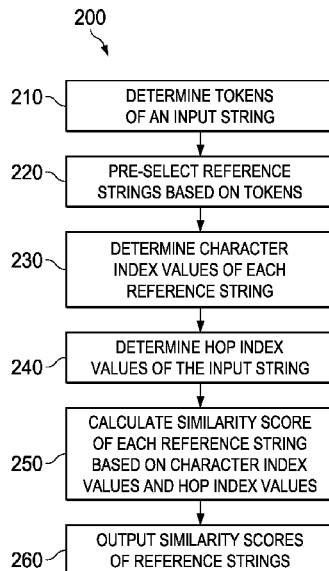 200
210
DETERMINE TOKENS
OF AN INPUT STRING
220
PRE-SELECT REFERENCE
STRINGS BASED ON TOKENS
230
DETERMINE CHARACTER
INDEX VALUES OF EACH
REFERENCE STRING
240
DETERMINE HOP INDEX
VALUES OF THE INPUT STRING
250
CALCULATE SIMILARITY SCORE
OF EACH REFERENCE STRING
BASED ON CHARACTER INDEX
VALUES AND HOP INDEX VALUES
260
OUTPUT SIMILARITY SCORES
OF REFERENCE STRINGS